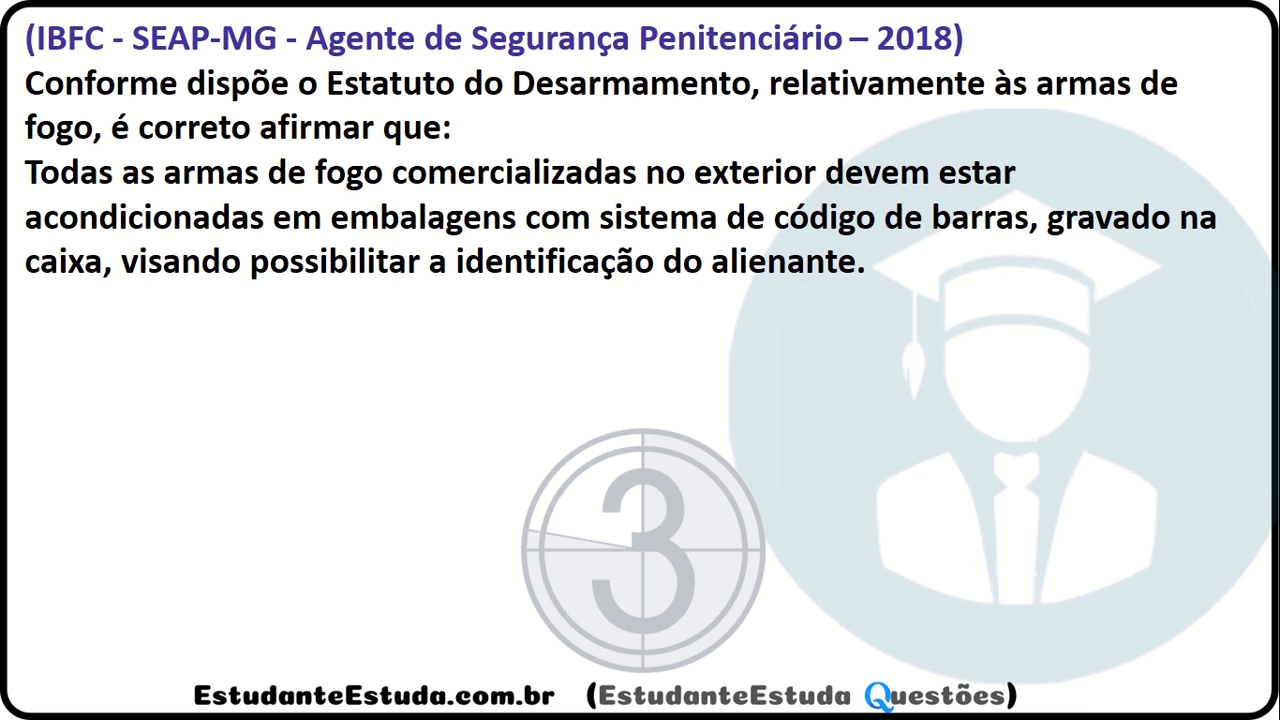 (IBFC - SEAP-MG - Agente de Segurança Penitenciário – 2018)
Conforme dispõe o Estatuto do Desarmamento, relativamente às armas de
fogo, é correto afirmar que:
Todas as armas de fogo comercializadas no exterior devem estar
acondicionadas em embalagens com sistema de código de barras, gravado na
caixa, visando possibilitar a identificação do alienante.
3
EstudanteEstuda.com.br (EstudanteEstuda Questões)